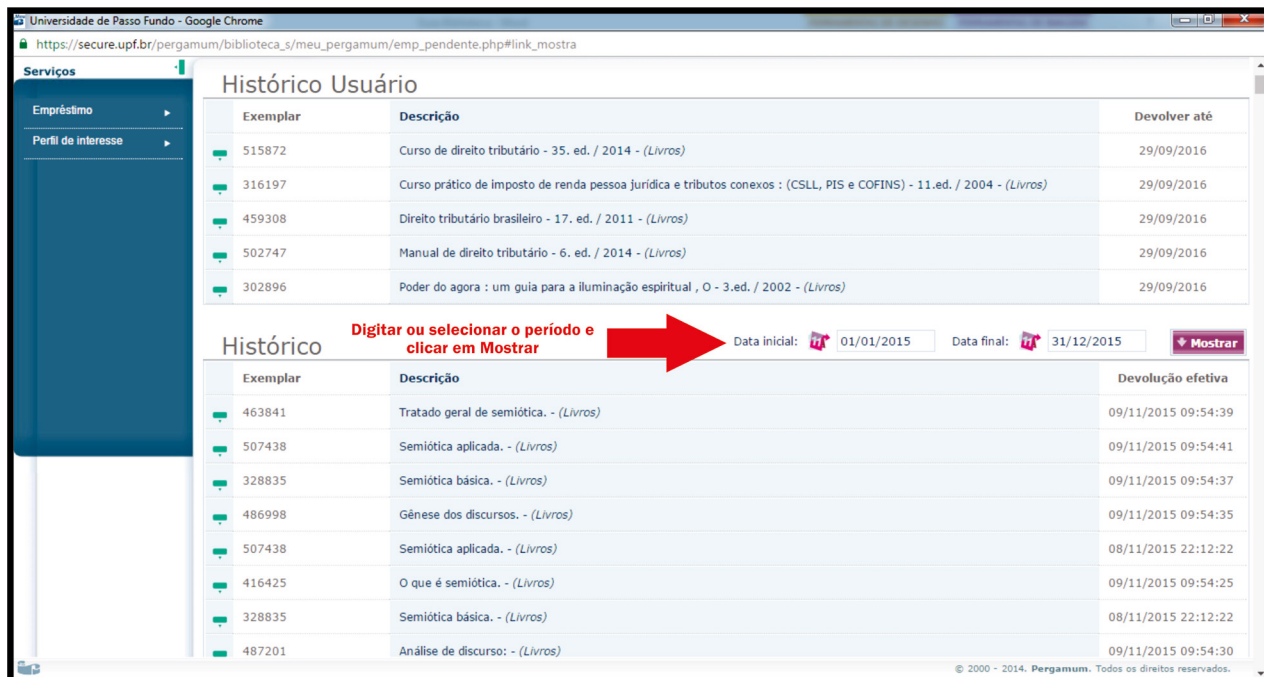 Universidade de Passo Fundo - Google Chrome
https://secure.upf.br/pergamum/biblioteca_s/meu_pergamum/emp_pendente.php#link_mostra
Serviços
Empréstimo
Perfil de interesse
Histórico Usuário
Exemplar Descrição Devolver até
515872 Curso de direito tributário - 35. ed. / 2014 - (Livros) 29/09/2016
316197 Curso prático de imposto de renda pessoa jurídica e tributos conexos : (CSLL, PIS e COFINS) - 11.ed. / 2004 - (Livros) 29/09/2016
459308 Direito tributário brasileiro - 17. ed. / 2011 - (Livros) 29/09/2016
502747 Manual de direito tributário - 6. ed. / 2014 - (Livros) 29/09/2016
302896 Poder do agora : um guia para a iluminação espiritual , O - 3.ed. / 2002 - (Livros) 29/09/2016
Digitar ou selecionar o período e
clicar em Mostrar
Histórico Data inicial: 01/01/2015 Data final: 31/12/2015 Mostrar
Exemplar Descrição Devolução efetiva
463841 Tratado geral de semiótica. - (Livros) 09/11/2015 09:54:39
507438 Semiótica aplicada. - (Livros) 09/11/2015 09:54:41
328835 Semiótica básica. - (Livros) 09/11/2015 09:54:37
486998 Gênese dos discursos. - (Livros) 09/11/2015 09:54:35
507438 Semiótica aplicada. - (Livros) 08/11/2015 22:12:22
416425 O que é semiótica. - (Livros) 09/11/2015 09:54:25
328835 Semiótica básica. - (Livros) 08/11/2015 22:12:22
487201 Análise de discurso: - (Livros) 09/11/2015 09:54:30
© 2000 - 2014. Pergamum. Todos os direitos reservados.